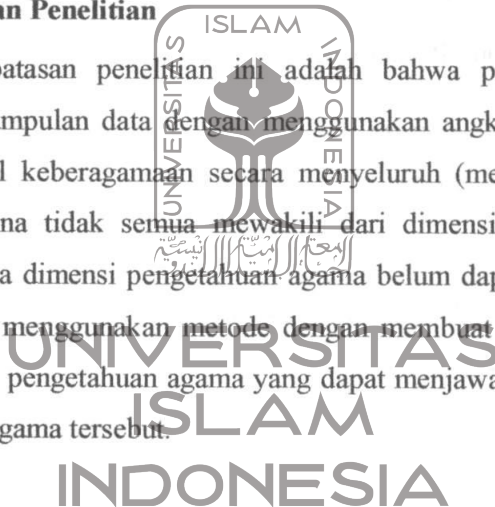 an Penelitian
batasan penelitian ini adalah bahwa p
mpulan data dengan menggunakan angk
l keberagamaan secara menyeluruh (me
na tidak semua mewakili dari dimensi
a dimensi pengetahuan agama belum dap
menggunakan metode dengan membuat
pengetahuan agama yang dapat menjawa
gama tersebut.
ISLAM
UNIVERSITAS
INDONESIA
UNIVERSITAS
ISLAM
INDONESIA